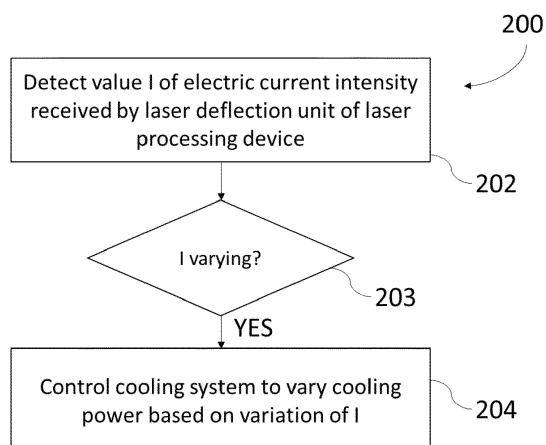 200
Detect value I of electric current intensity
received by laser deflection unit of laser
processing device
202
I varying?
203
YES
Control cooling system to vary cooling
power based on variation of I
204